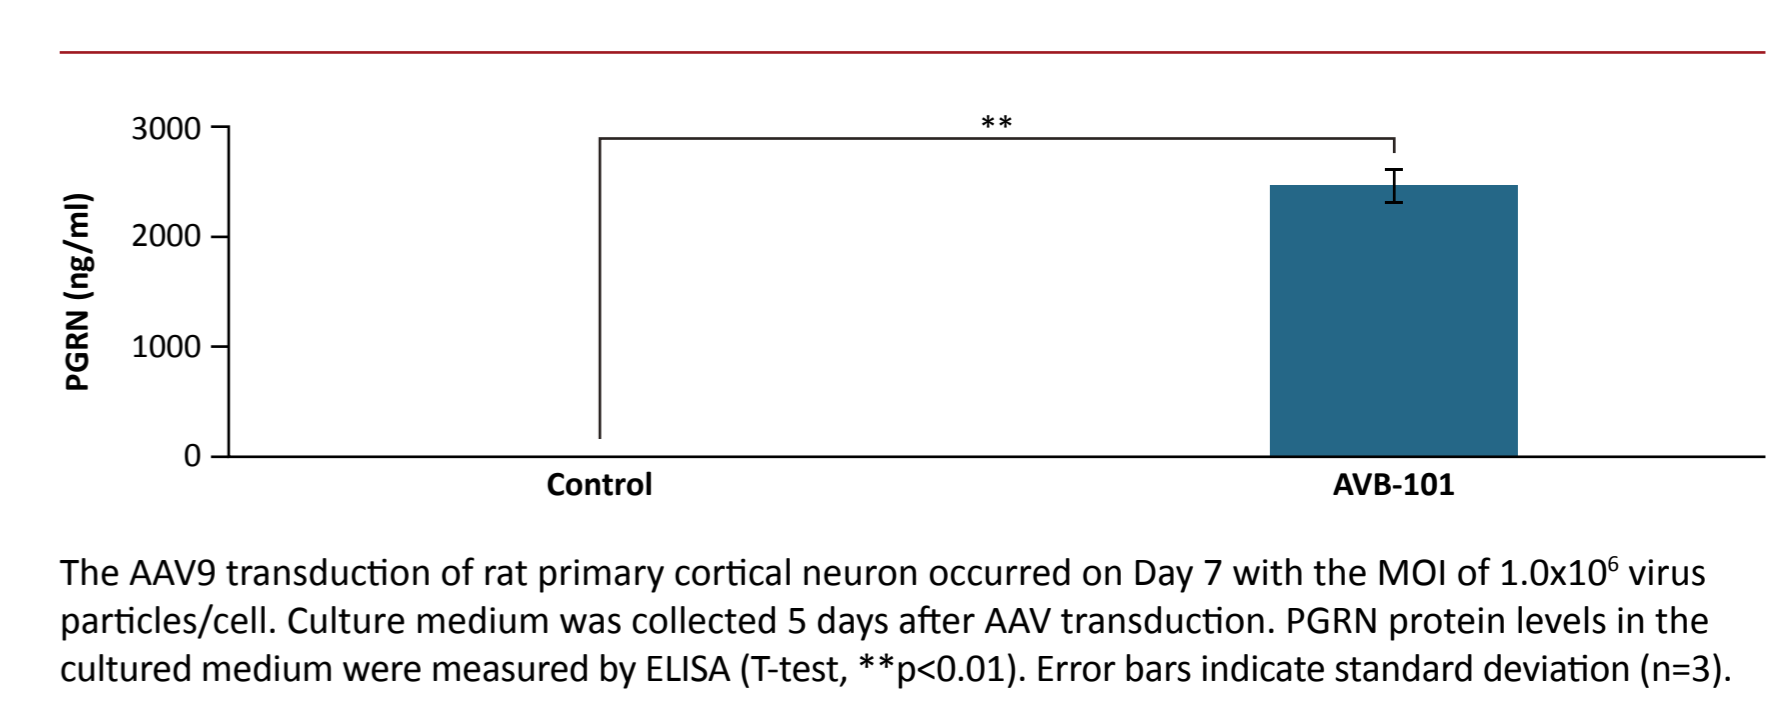 **
3000
2000
1000
0
PGRN (ng/ml)
Control
AVB-101
The AAV9 transduction of rat primary cortical neuron occurred on Day 7 with the MOI of 1.0x10⁶ virus
particles/cell. Culture medium was collected 5 days after AAV transduction. PGRN protein levels in the
cultured medium were measured by ELISA (T-test, **p<0.01). Error bars indicate standard deviation (n=3).